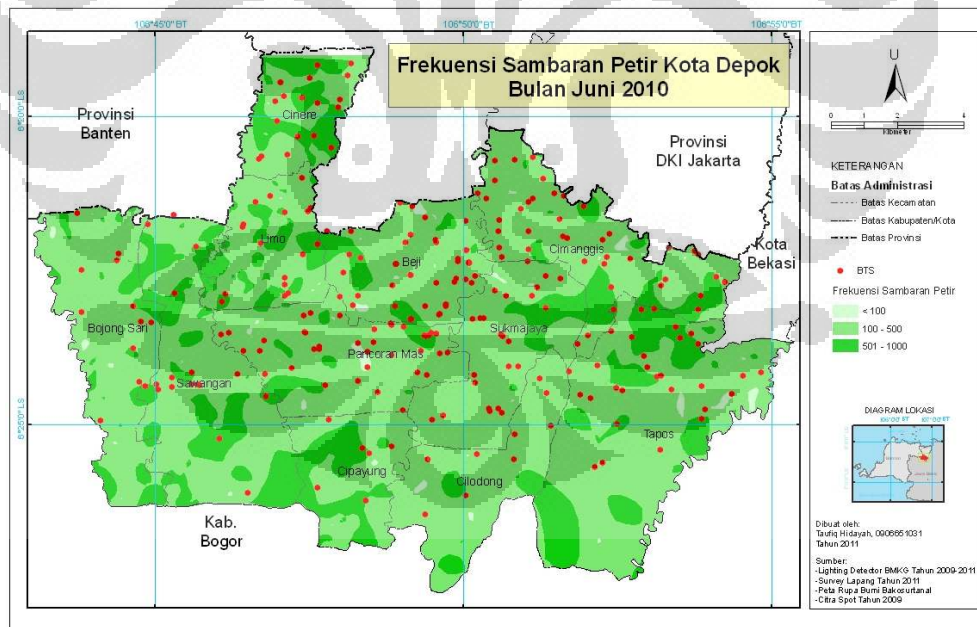 106°45'0" BT
106°50'0" BT
106°55'0" BT
Frekuensi Sambaran Petir Kota Depok
Bulan Juni 2010
Provinsi
Banten
Provinsi
DKI Jakarta
Kota
Bekasi
Kab.
Bogor
Cinere
Limo
Beji
Cimanggis
Bojong Sari
Sukmajaya
Pancoran Mas
Sawangan
Tapos
Cipayung
Cilodong
6°25'0" LS
U
0 1 2 4
Kilometer
KETERANGAN
Batas Administrasi
Batas Kecamatan
Batas Kabupaten/Kota
Batas Provinsi
BTS
Frekuensi Sambaran Petir
< 100
100 - 500
501 - 1000
DIAGRAM LOKASI
Dibuat oleh:
Taufiq Hidayah, 0906651031
Tahun 2011
Sumber:
-Lighting Detector BMKG Tahun 2009-2011
-Survey Lapang Tahun 2011
-Peta Rupa Bumi Bakosurtanal
-Citra Spot Tahun 2009